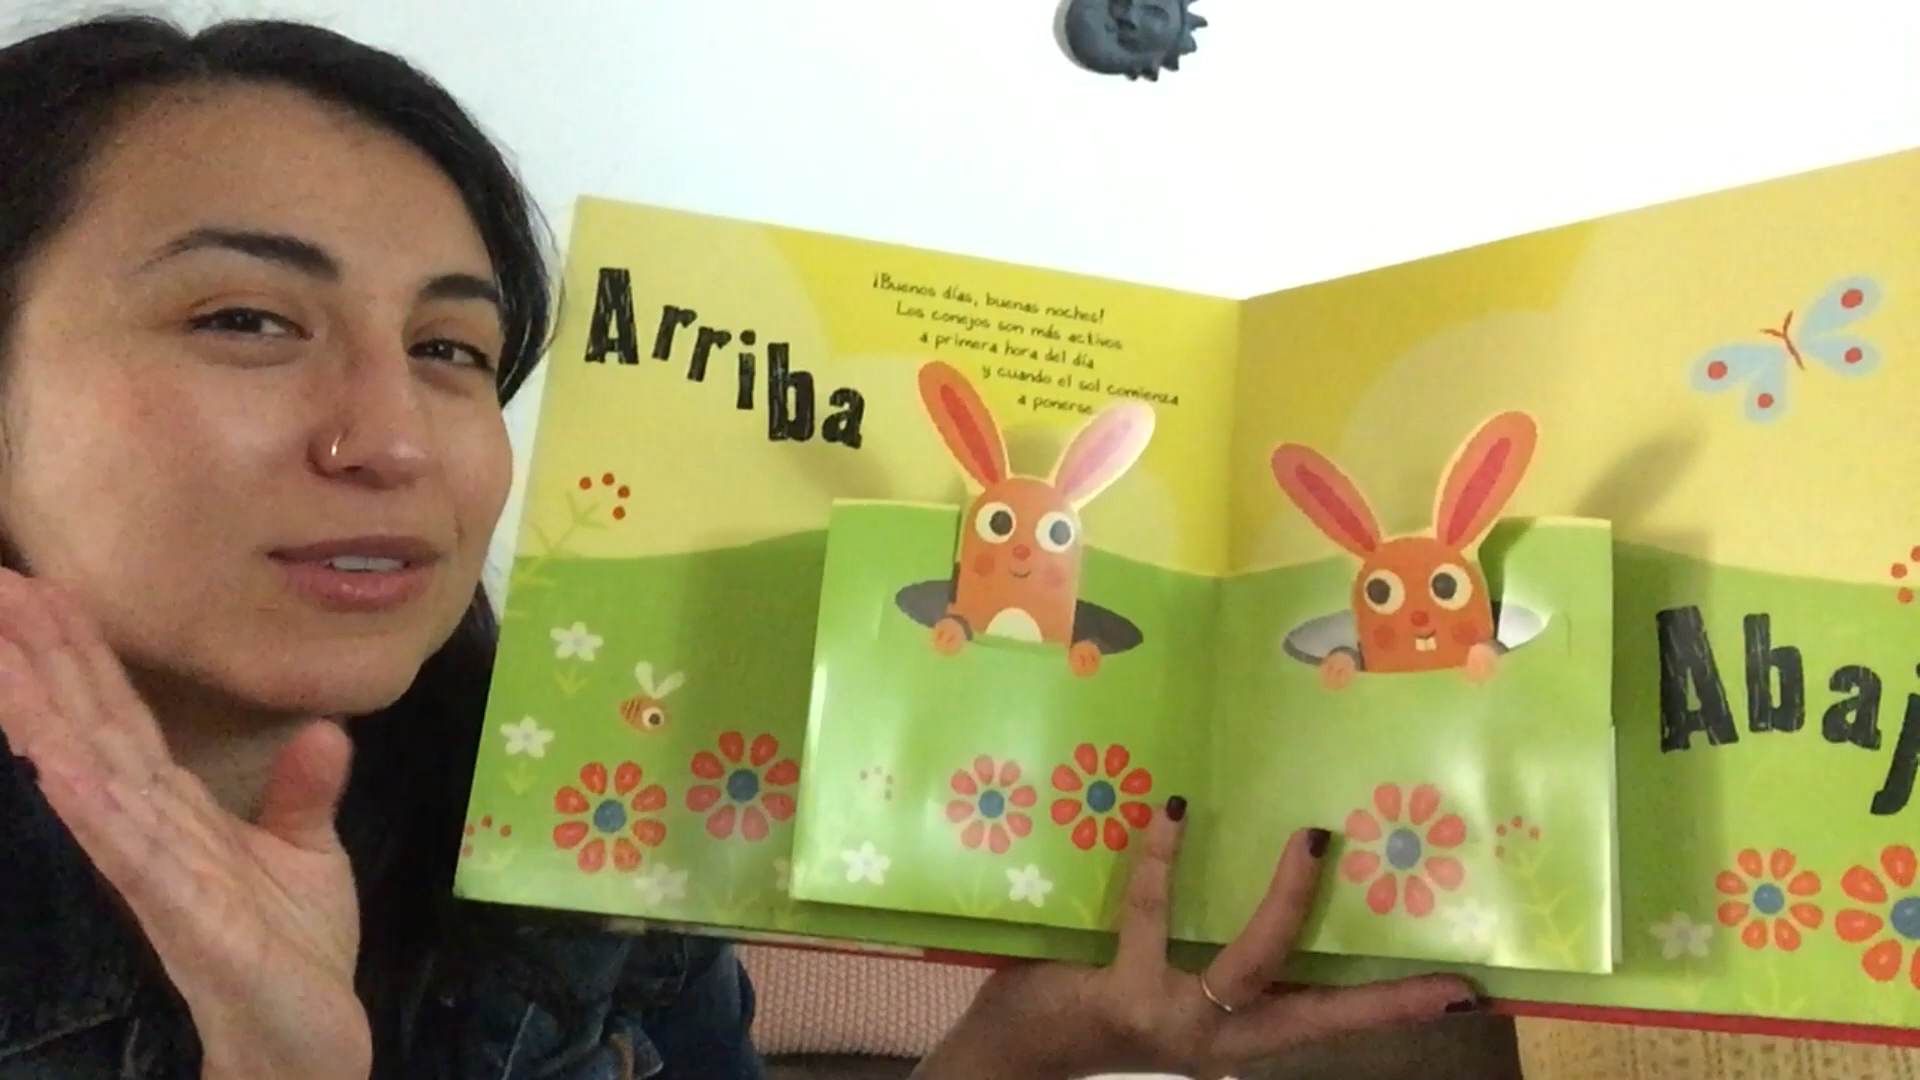 Arriba
¡Buenos días, buenas noches!
Los conejos son más activos
a primera hora del día
y cuando el sol comienza
a ponerse
Abaj